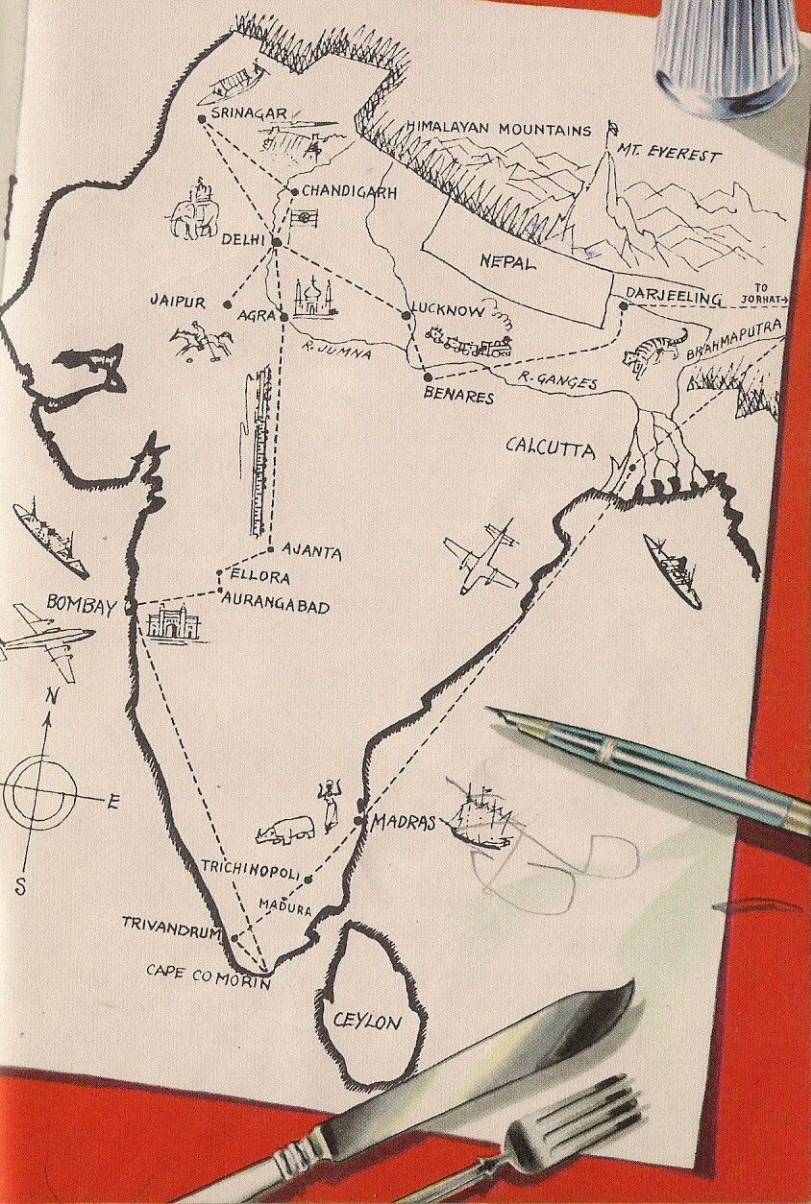 SRINAGAR
HIMALAYAN MOUNTAINS
MT. EVEREST
CHANDIGARH
DELHI
NEPAL
JAIPUR
AGRA
LUCKNOW
DARJEELING
TO
JORHAT
R. JUMNA
BRAHMAPUTRA
BENARES
R. GANGES
CALCUTTA
AJANTA
ELLORA
AURANGABAD
BOMBAY
N
E
S
MADRAS
TRICHINOPOLI
MADURA
TRIVANDRUM
CAPE COMORIN
CEYLON